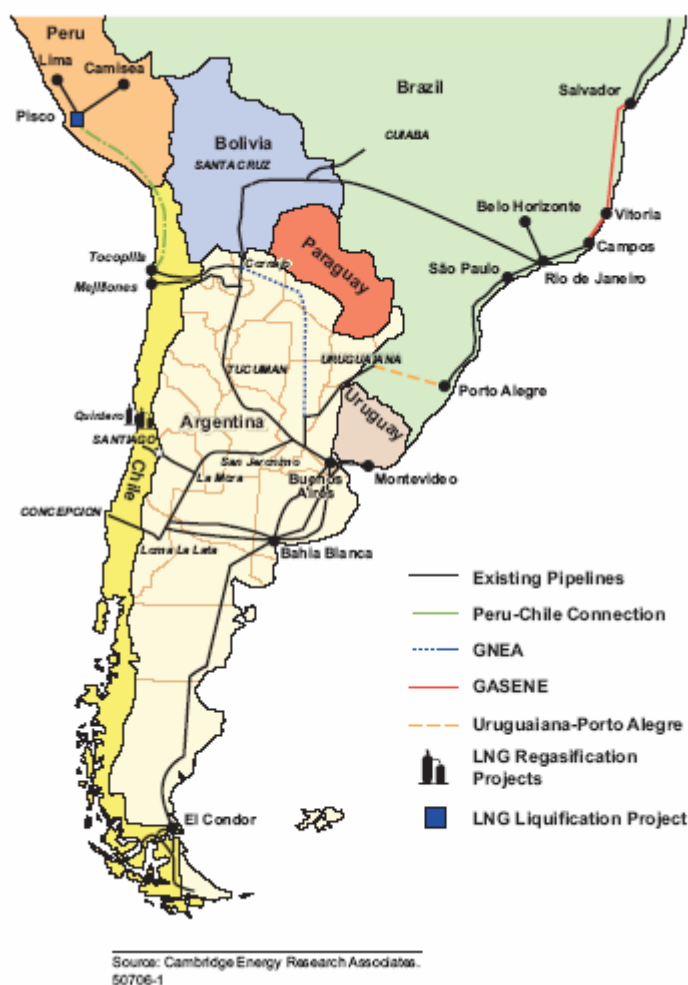 Peru
Lima
Camisea
Pisco
Brazil
Salvador
Bolivia
SANTA CRUZ
CUIABA
Belo Horizonte
Vitoria
Campos
Paraguay
São Paulo
Rio de Janeiro
Tocopilla
Cornejo
Mejillones
TUCUMAN
URUGUAIANA
Porto Alegre
Argentina
Uruguay
Quintero
SANTIAGO
Chile
San Jeronimo
La Mora
Buenos
Aires
Montevideo
CONCEPCION
Loma La Lata
Bahia Blanca
Existing Pipelines
Peru-Chile Connection
GNEA
GASENE
Uruguaiana-Porto Alegre
LNG Regasification
Projects
LNG Liquification Project
El Condor
Source: Cambridge Energy Research Associates.
50706-1